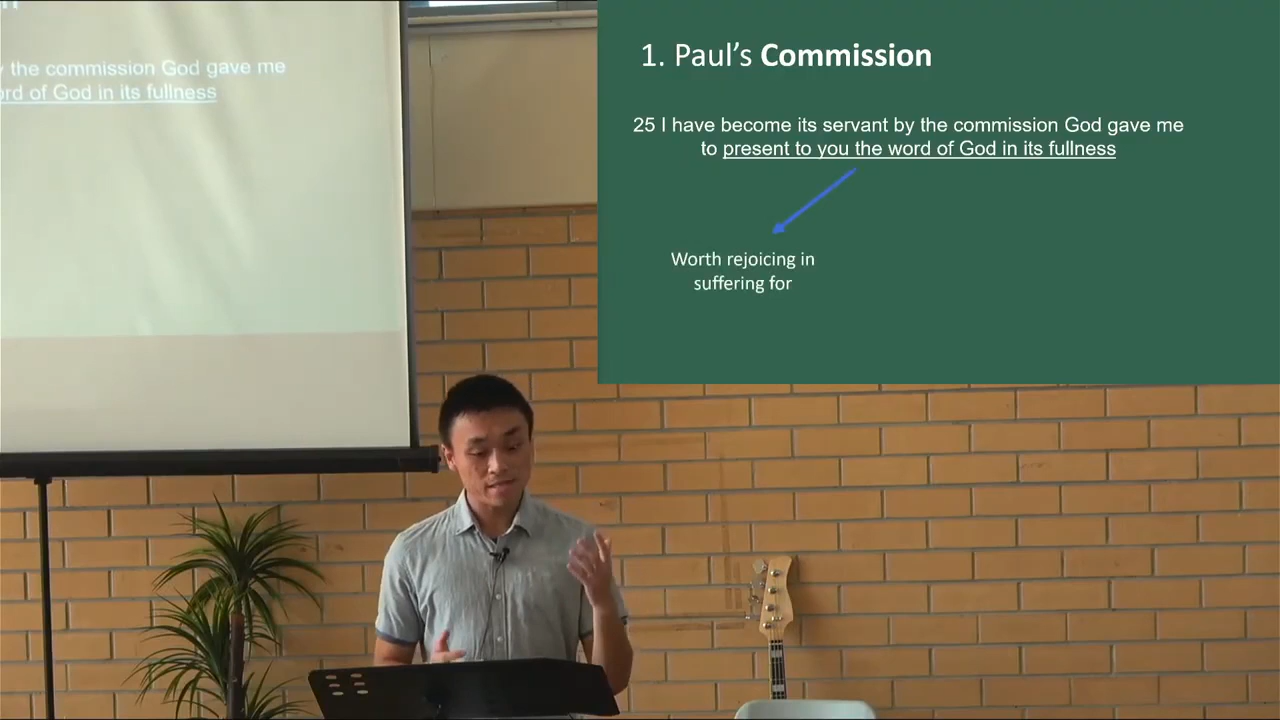 y the commission God gave me
ord of God in its fullness
1. Paul's Commission
25 I have become its servant by the commission God gave me
to present to you the word of God in its fullness
Worth rejoicing in
suffering for